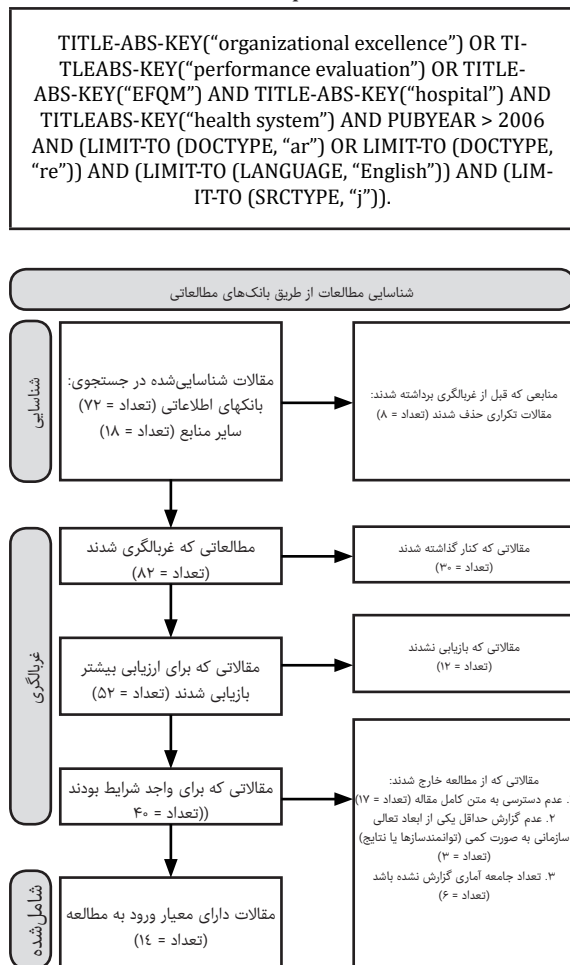 TITLE-ABS-KEY(“organizational excellence”) OR TI-
TLEABS-KEY(“performance evaluation”) OR TITLE-
ABS-KEY(“EFQM”) AND TITLE-ABS-KEY(“hospital”) AND
TITLEABS-KEY(“health system”) AND PUBYEAR > 2006
AND (LIMIT-TO (DOCTYPE, “ar”) OR LIMIT-TO (DOCTYPE,
“re”)) AND (LIMIT-TO (LANGUAGE, “English”)) AND (LIM-
IT-TO (SRCTYPE, “j”)).
شناسایی مطالعات از طریق بانک‌های مطالعاتی
شناسایی
مقالات شناسایی‌شده در جستجوی:
بانکهای اطلاعاتی (تعداد = ۷۲)
سایر منابع (تعداد = ۱۸)
منابعی که قبل از غربالگری برداشته شدند:
مقالات تکراری حذف شدند (تعداد = ۸)
غربالگری
مطالعاتی که غربالگری شدند
(تعداد = ۸۲)
مقالاتی که کنار گذاشته شدند
(تعداد = ۳۰)
مقالاتی که برای ارزیابی بیشتر
بازیابی شدند (تعداد = ۵۲)
مقالاتی که بازیابی نشدند
(تعداد = ۱۲)
مقالاتی که برای واجد شرایط بودند
((تعداد = ۴۰
مقالاتی که از مطالعه خارج شدند:
. عدم دسترسی به متن کامل مقاله (تعداد = ۱۷)
۲. عدم گزارش حداقل یکی از ابعاد تعالی
سازمانی به صورت کمی (توانمندسازها یا نتایج)
(تعداد = ۳)
۳. تعداد جامعه آماری گزارش نشده باشد
(تعداد = ۶)
شامل‌شده
مقالات دارای معیار ورود به مطالعه
(تعداد = ١٤)